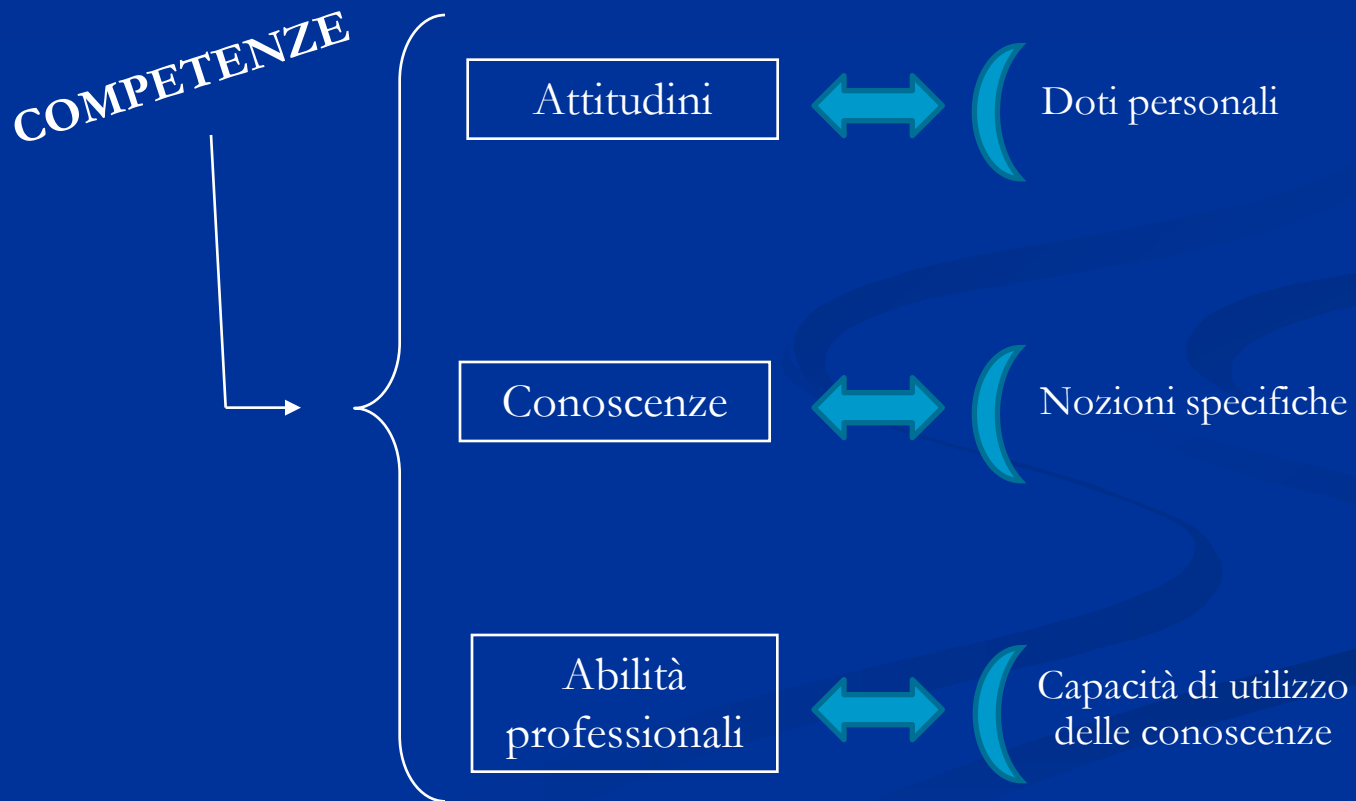 COMPETENZE
Attitudini
Doti personali
Conoscenze
Nozioni specifiche
Abilità
professionali
Capacità di utilizzo
delle conoscenze